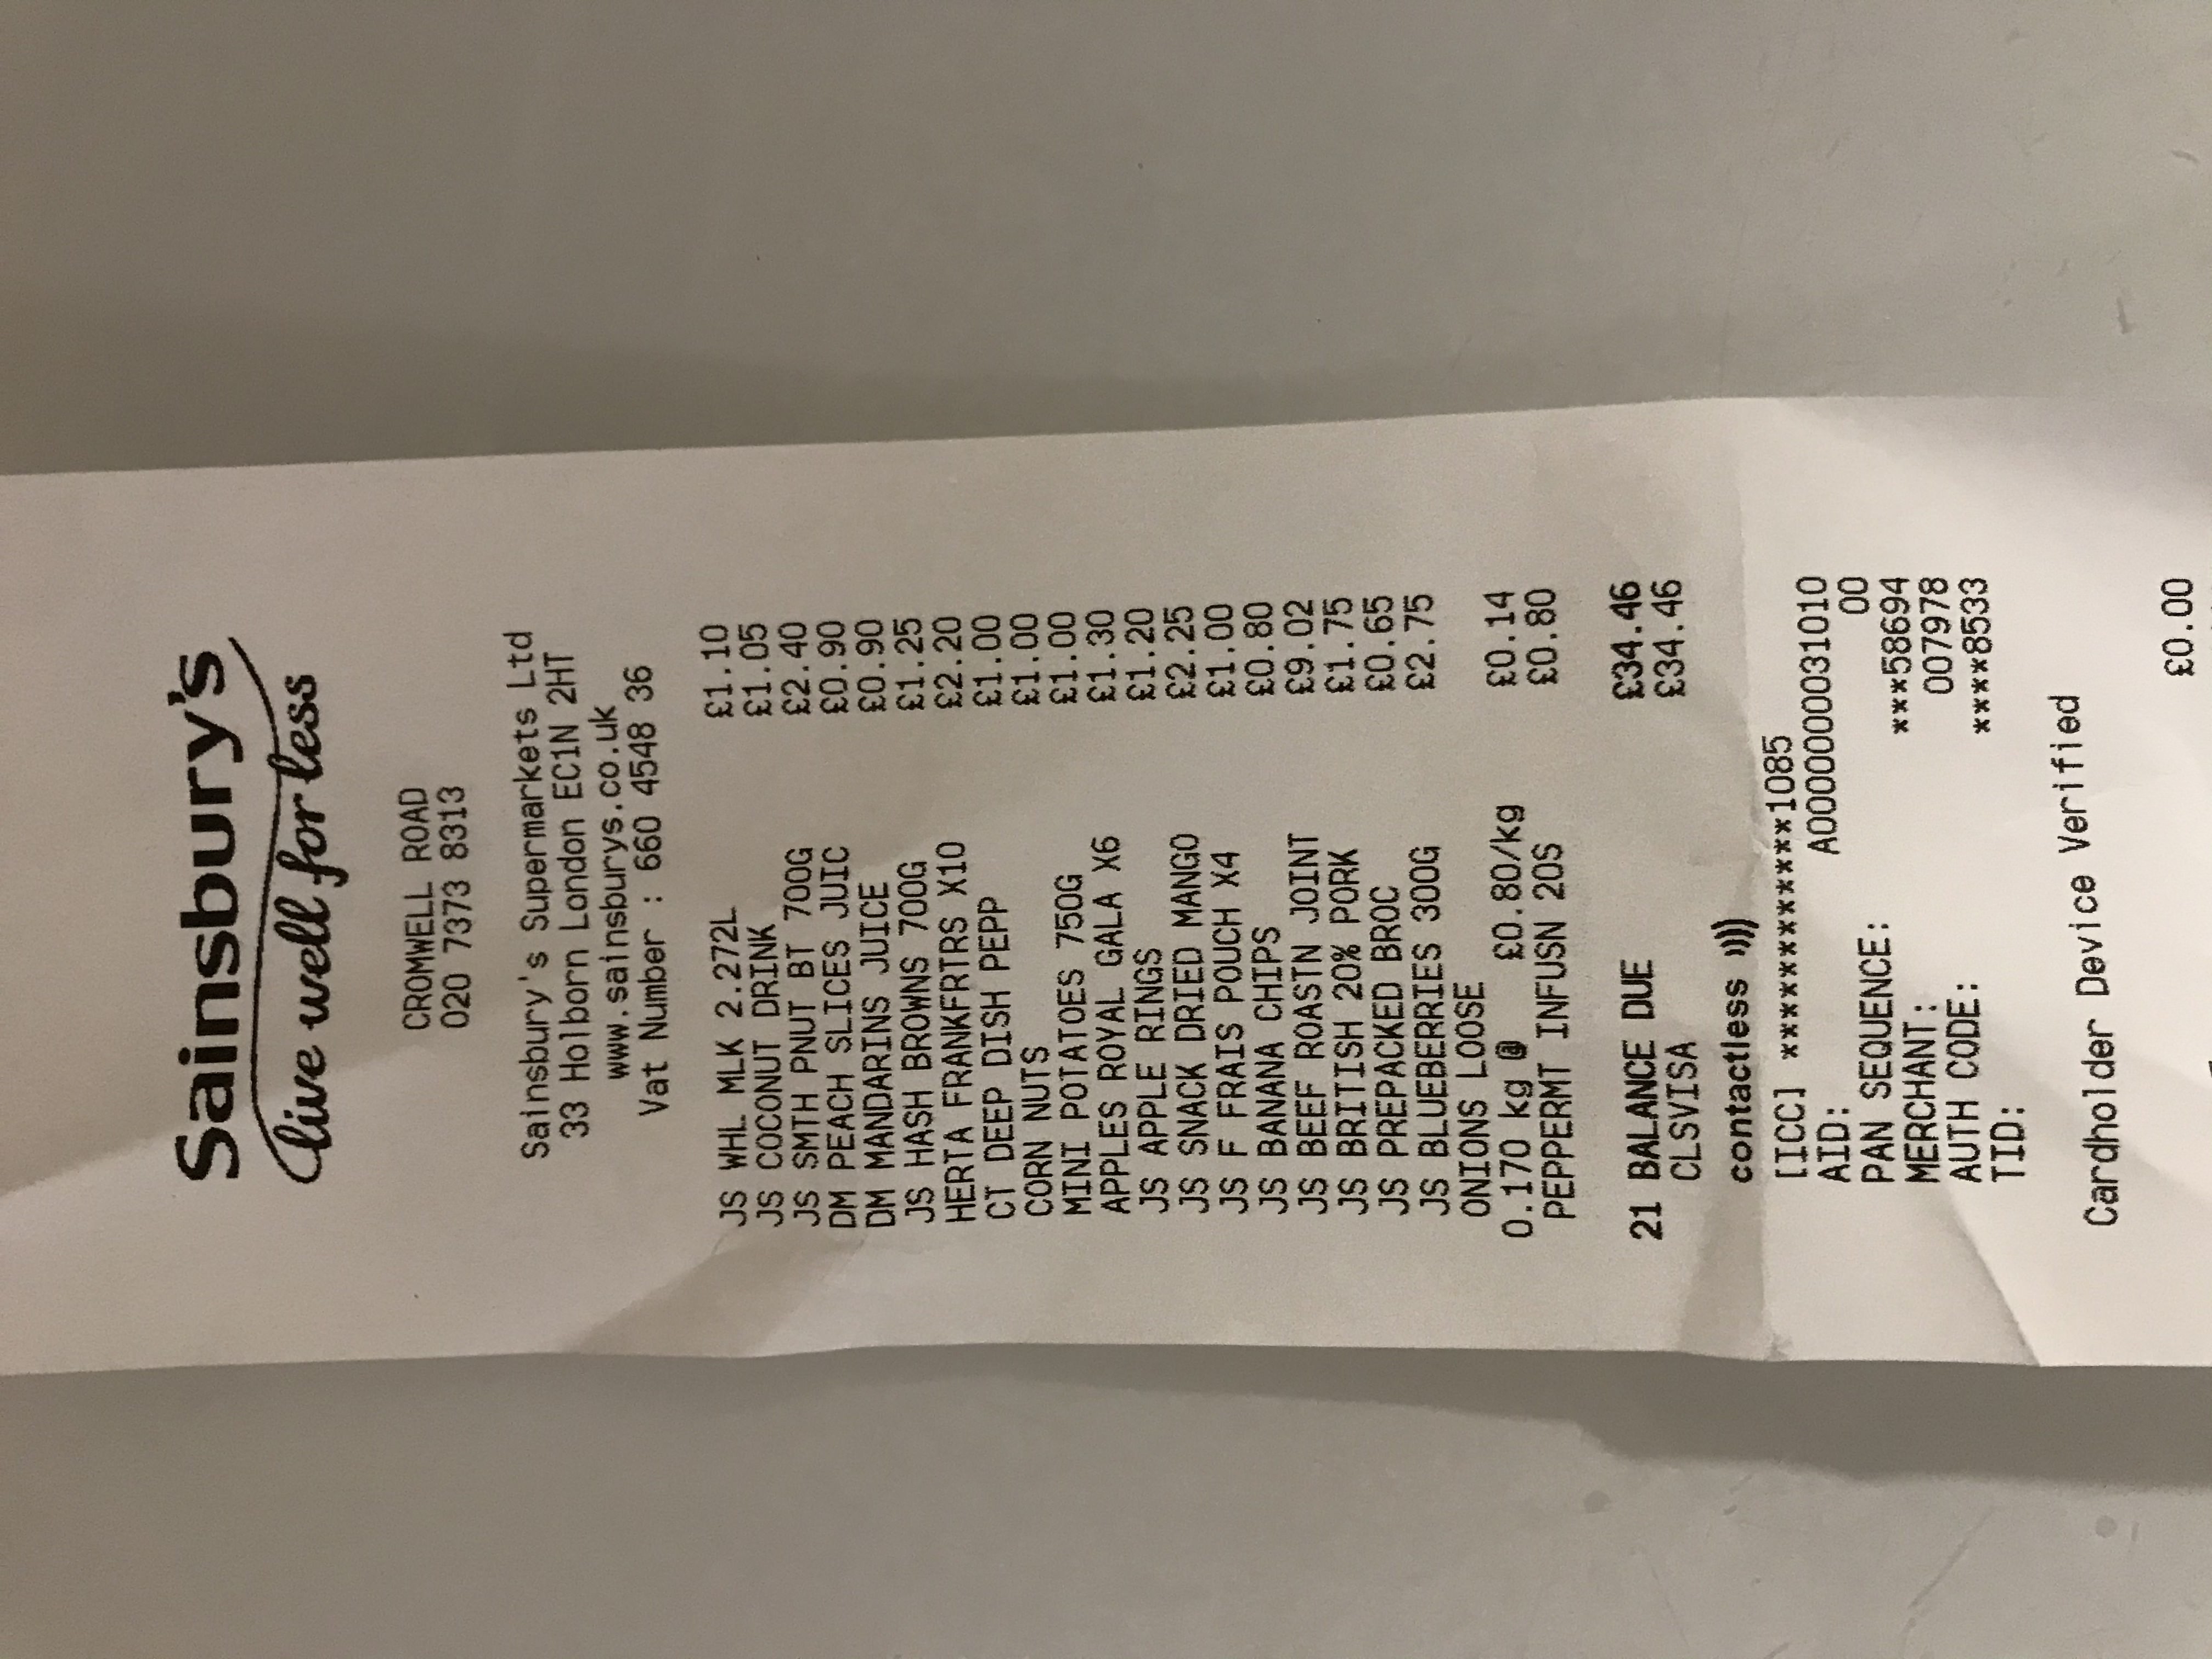 Sainsbury's
live well for less
CROMWELL ROAD
020 7373 8313
Sainsbury's Supermarkets Ltd
33 Holborn London EC1N 2HT
www.sainsburys.co.uk
Vat Number : 660 4548 36
JS WHL MLK 2.272L £1.10
JS COCONUT DRINK £1.05
JS SMTH PNUT BT 700G £2.40
DM PEACH SLICES JUIC £0.90
DM MANDARINS JUICE £0.90
JS HASH BROWNS 700G £1.25
HERTA FRANKFRTRS X10 £2.20
CT DEEP DISH PEPP £1.00
CORN NUTS £1.00
MINI POTATOES 750G £1.00
APPLES ROYAL GALA X6 £1.30
JS APPLE RINGS £1.20
JS SNACK DRIED MANGO £2.25
JS F FRAIS POUCH X4 £1.00
JS BANANA CHIPS £0.80
JS BEEF ROASTN JOINT £9.02
JS BRITISH 20% PORK £1.75
JS PREPACKED BROC £0.65
JS BLUEBERRIES 300G £2.75
ONIONS LOOSE
0.170 kg @ £0.80/kg £0.14
PEPPERMT INFUSN 20S £0.80
21 BALANCE DUE £34.46
CLSVISA £34.46
contactless
[ICC] ************1085
AID: A0000000031010
PAN SEQUENCE: 00
MERCHANT: ***58694
AUTH CODE: 007978
TID: ****8533
Cardholder Device Verified
£0.00